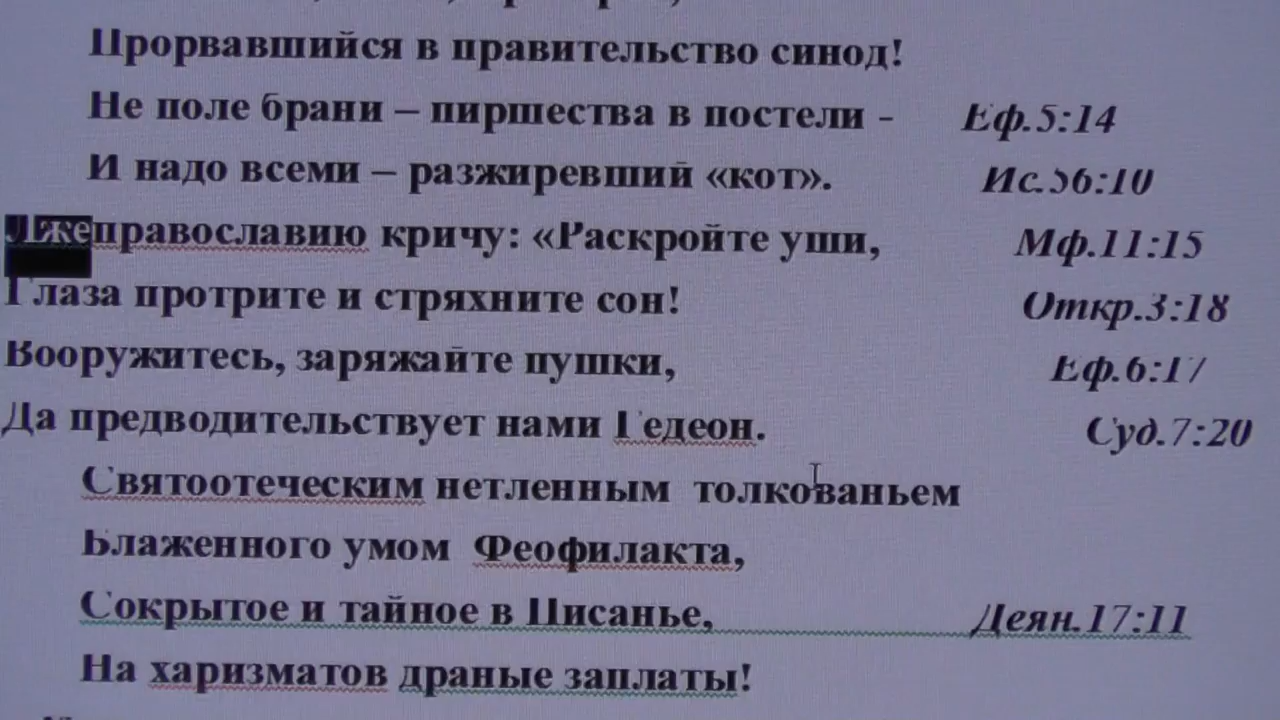 Прорвавшийся в правительство синод!
Не поле брани – пиршества в постели - Еф.5:14
И надо всеми – разжиревший «кот». Ис.56:10
Лжеправославию кричу: «Раскройте уши, Мф.11:15
Глаза протрите и стряхните сон! Откр.3:18
Вооружитесь, заряжайте пушки, Еф.6:17
Да предводительствует нами Гедеон. Суд.7:20
Святоотеческим нетленным толкованьем
Блаженного умом Феофилакта,
Сокрытое и тайное в Писанье, Деян.17:11
На харизматов драные заплаты!